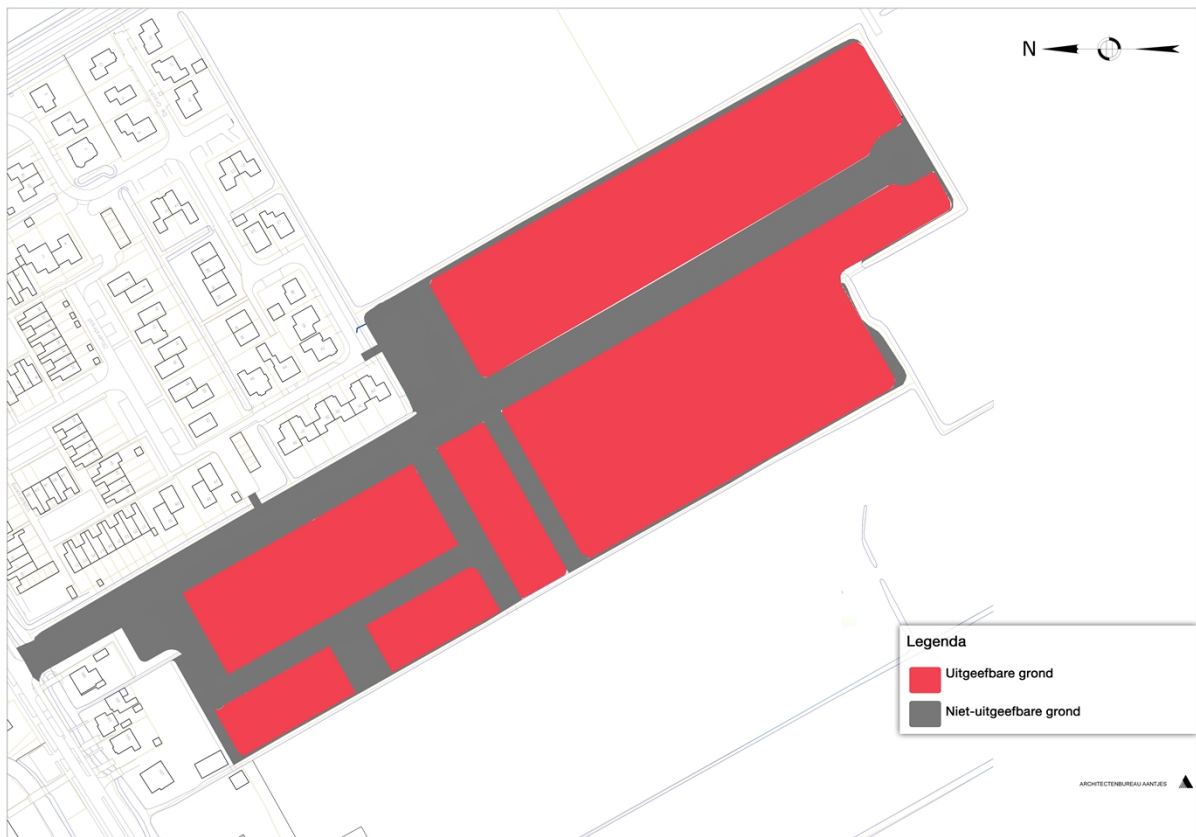 N
Legenda
Uitgeefbare grond
Niet-uitgeefbare grond
ARCHITECTENBUREAU AANTJES